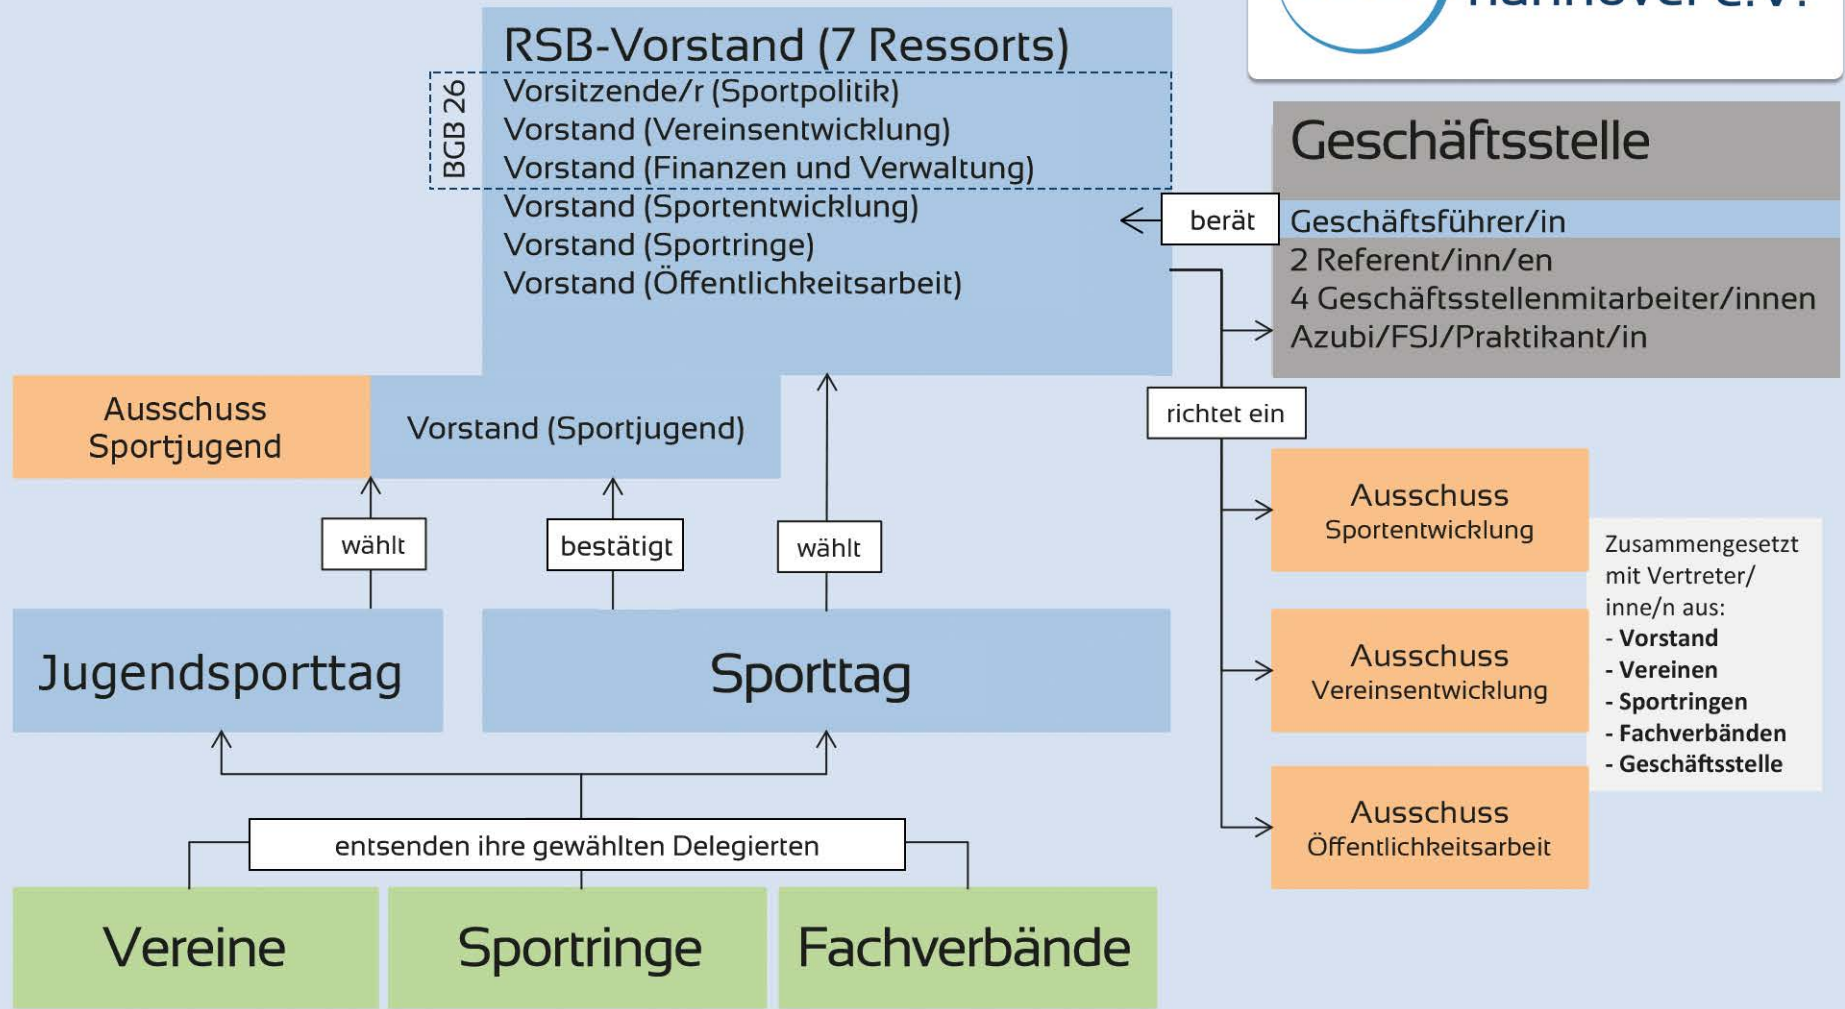 Hannover e.V.
RSB-Vorstand (7 Ressorts)
BGB 26
Vorsitzende/r (Sportpolitik)
Vorstand (Vereinsentwicklung)
Vorstand (Finanzen und Verwaltung)
Vorstand (Sportentwicklung)
Vorstand (Sportringe)
Vorstand (Öffentlichkeitsarbeit)
Geschäftsstelle
berät
Geschäftsführer/in
2 Referent/inn/en
4 Geschäftsstellenmitarbeiter/innen
Azubi/FSJ/Praktikant/in
Ausschuss
Sportjugend
Vorstand (Sportjugend)
richtet ein
wählt
bestätigt
wählt
Ausschuss
Sportentwicklung
Ausschuss
Vereinsentwicklung
Ausschuss
Öffentlichkeitsarbeit
Zusammengesetzt
mit Vertreter/
inne/n aus:
- Vorstand
- Vereinen
- Sportringen
- Fachverbänden
- Geschäftsstelle
Jugendsporttag
Sporttag
entsenden ihre gewählten Delegierten
Vereine
Sportringe
Fachverbände